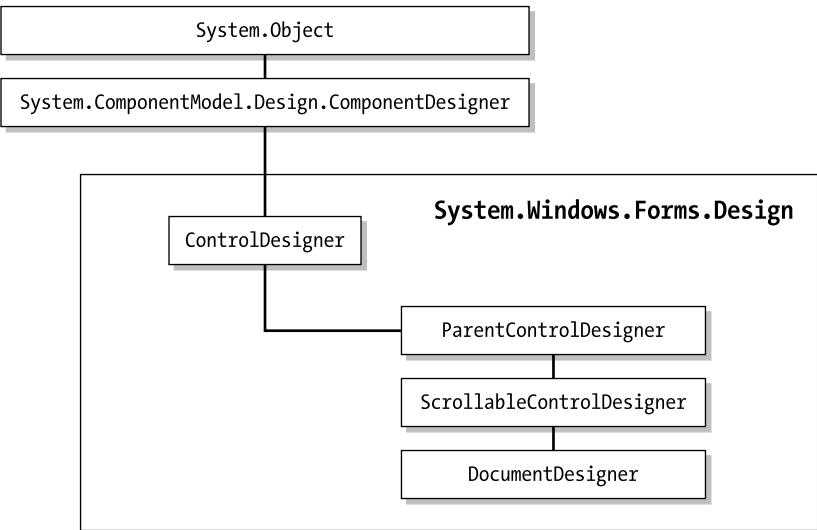 System.Object
System.ComponentModel.Design.ComponentDesigner
System.Windows.Forms.Design
ControlDesigner
ParentControlDesigner
ScrollableControlDesigner
DocumentDesigner